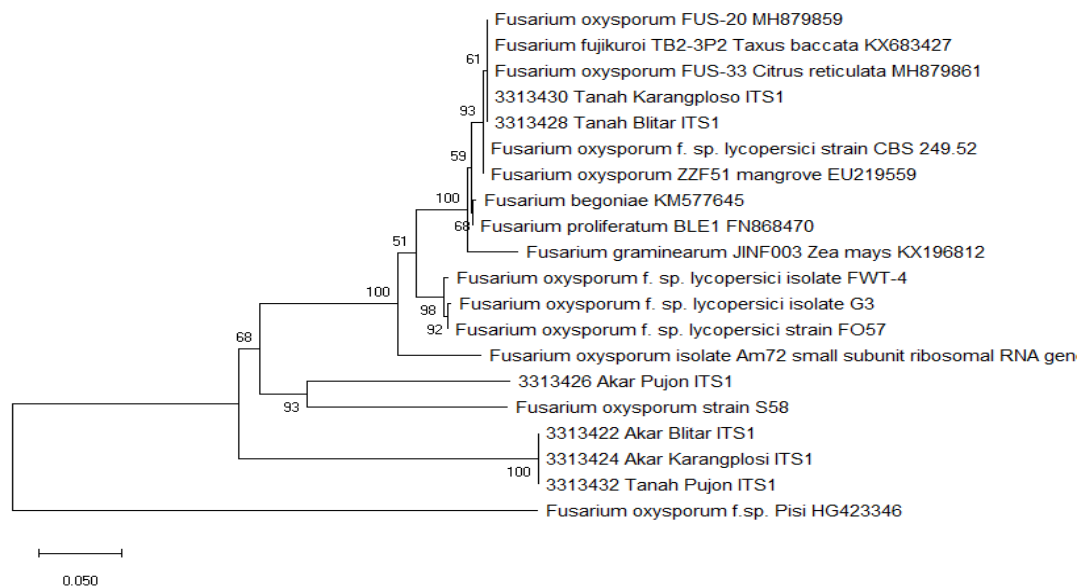 Fusarium oxysporum FUS-20 MH879859
Fusarium fujikuroi TB2-3P2 Taxus baccata KX683427
61
Fusarium oxysporum FUS-33 Citrus reticulata MH879861
3313430 Tanah Karangploso ITS1
93
3313428 Tanah Blitar ITS1
Fusarium oxysporum f. sp. lycopersici strain CBS 249.52
59
Fusarium oxysporum ZZF51 mangrove EU219559
100
Fusarium begoniae KM577645
68
Fusarium proliferatum BLE1 FN868470
51
Fusarium graminearum JINF003 Zea mays KX196812
Fusarium oxysporum f. sp. lycopersici isolate FWT-4
100
Fusarium oxysporum f. sp. lycopersici isolate G3
98
92
Fusarium oxysporum f. sp. lycopersici strain FO57
68
Fusarium oxysporum isolate Am72 small subunit ribosomal RNA gen
3313426 Akar Pujon ITS1
93
Fusarium oxysporum strain S58
3313422 Akar Blitar ITS1
3313424 Akar Karangplosi ITS1
100
3313432 Tanah Pujon ITS1
Fusarium oxysporum f.sp. Pisi HG423346
0.050